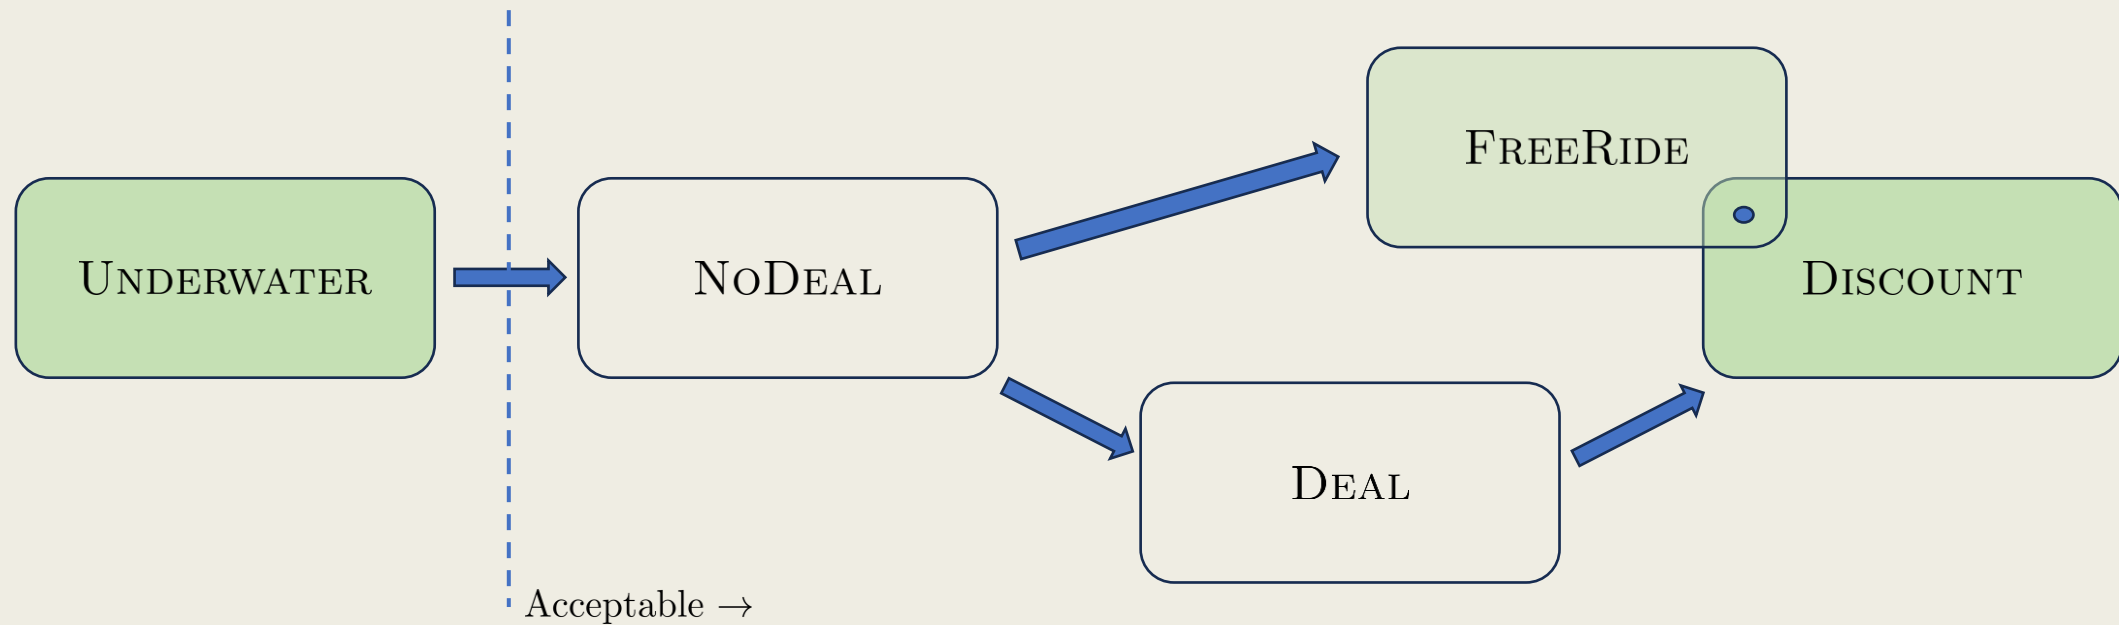 FreeRide
Underwater
NoDeal
Discount
Deal
Acceptable →